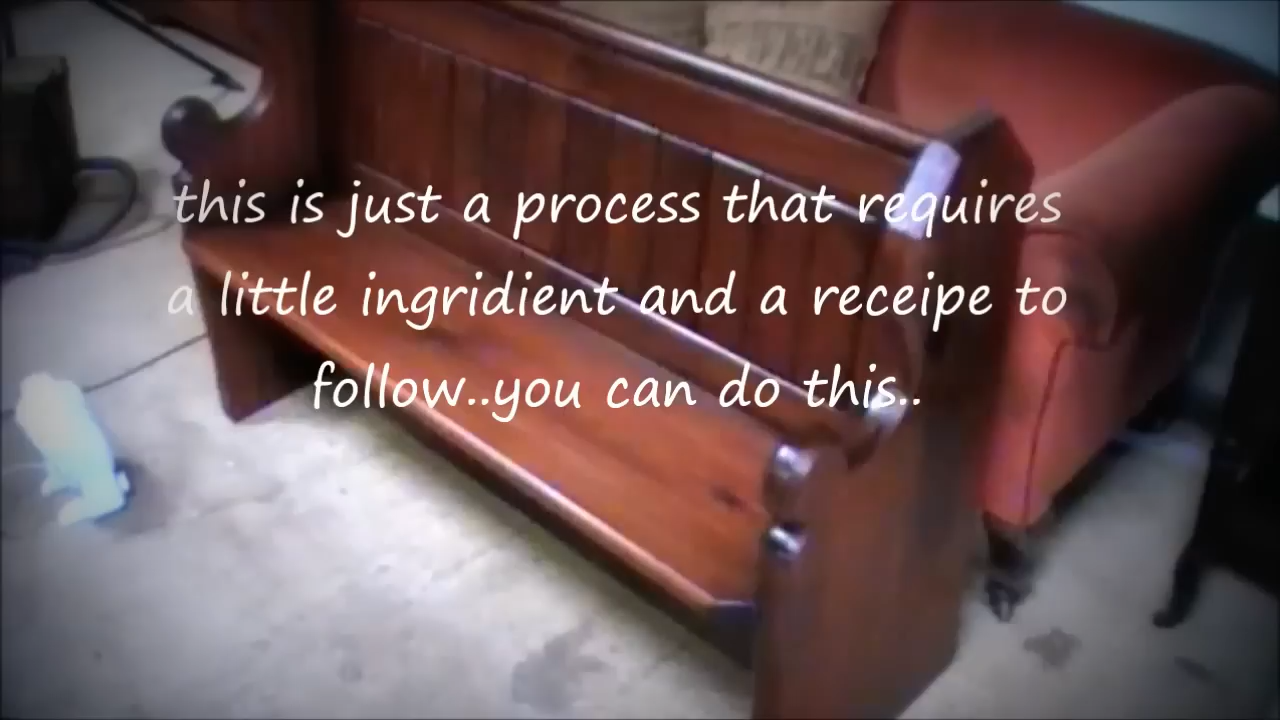 this is just a process that requires
a little ingridient and a receipe to
follow..you can do this..